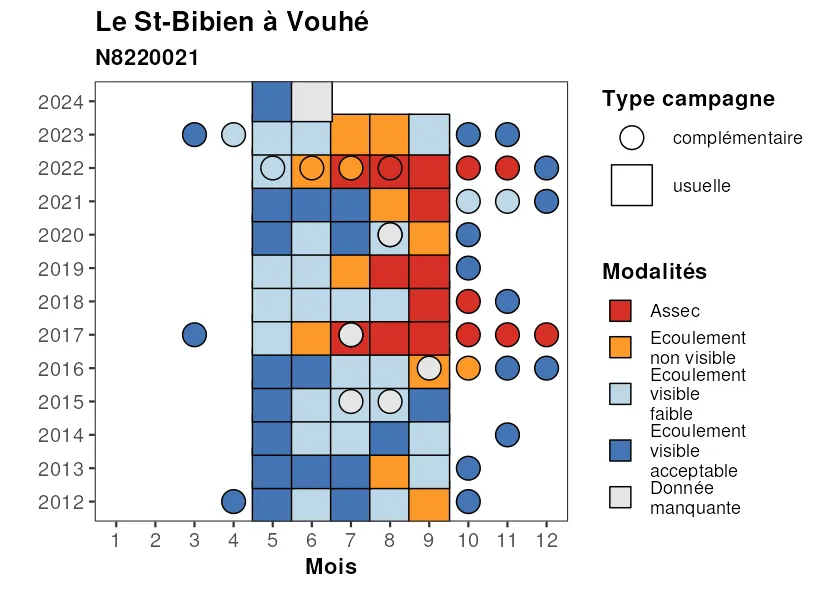 Le St-Bibien à Vouhé
N8220021
2024
2023
2022
2021
2020
2019
2018
2017
2016
2015
2014
2013
2012
1 2 3 4 5 6 7 8 9 10 11 12
Mois
Type campagne
complémentaire
usuelle
Modalités
Assec
Ecoulement
non visible
Ecoulement
visible
faible
Ecoulement
visible
acceptable
Donnée
manquante